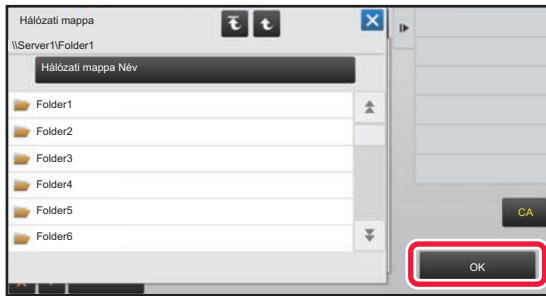 Hálózati mappa
\\Server1\Folder1
Hálózati mappa Név
Folder1
Folder2
Folder3
Folder4
Folder5
Folder6
CA
OK